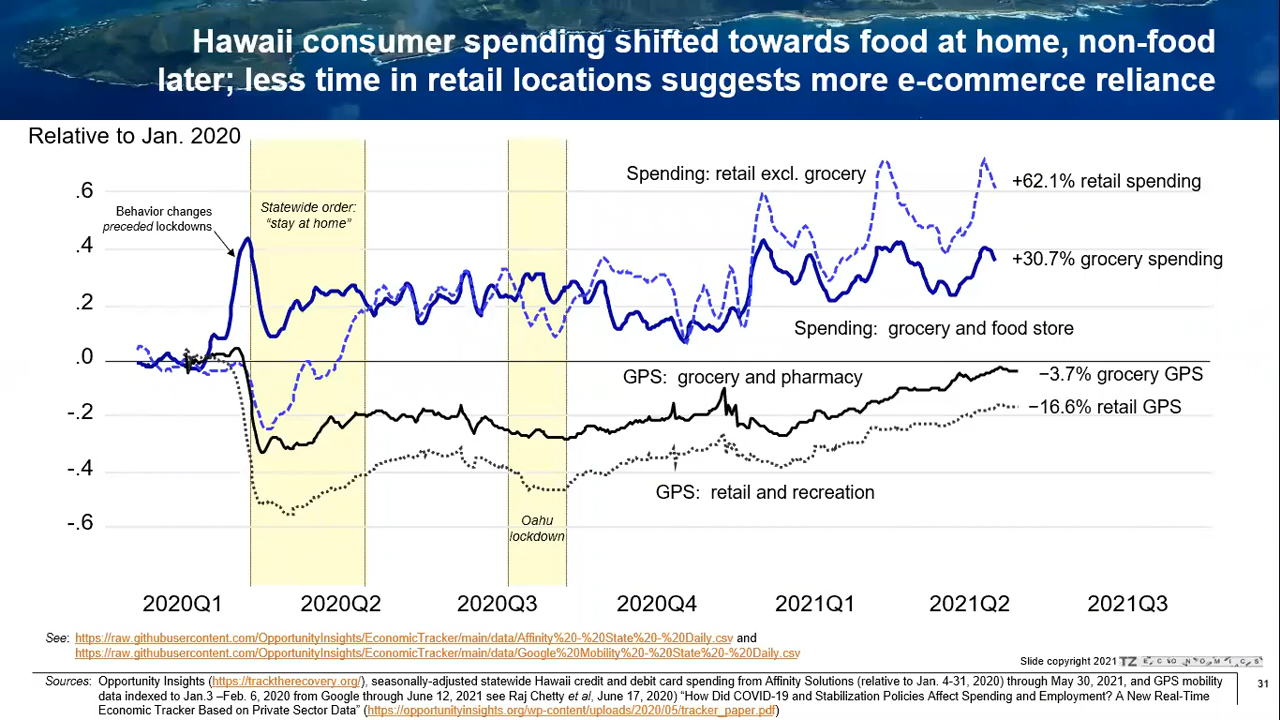 Hawaii consumer spending shifted towards food at home, non-food
later; less time in retail locations suggests more e-commerce reliance
Relative to Jan. 2020
.6
.4
.2
.0
-.2
-.4
-.6
Behavior changes
preceded lockdowns
Statewide order:
“stay at home”
Spending: retail excl. grocery
+62.1% retail spending
+30.7% grocery spending
Spending: grocery and food store
GPS: grocery and pharmacy
−3.7% grocery GPS
−16.6% retail GPS
GPS: retail and recreation
Oahu
lockdown
2020Q1 2020Q2 2020Q3 2020Q4 2021Q1 2021Q2 2021Q3
See: https://raw.githubusercontent.com/OpportunityInsights/EconomicTracker/main/data/Affinity%20-%20State%20-%20Daily.csv and
https://raw.githubusercontent.com/OpportunityInsights/EconomicTracker/main/data/Google%20Mobility%20-%20State%20-%20Daily.csv
Slide copyright 2021 TZ ECONOMICS
Sources: Opportunity Insights (https://tracktherecovery.org/), seasonally-adjusted statewide Hawaii credit and debit card spending from Affinity Solutions (relative to Jan. 4-31, 2020) through May 30, 2021, and GPS mobility
data indexed to Jan.3 –Feb. 6, 2020 from Google through June 12, 2021 see Raj Chetty et al, June 17, 2020) “How Did COVID-19 and Stabilization Policies Affect Spending and Employment? A New Real-Time
Economic Tracker Based on Private Sector Data” (https://opportunityinsights.org/wp-content/uploads/2020/05/tracker_paper.pdf)
31